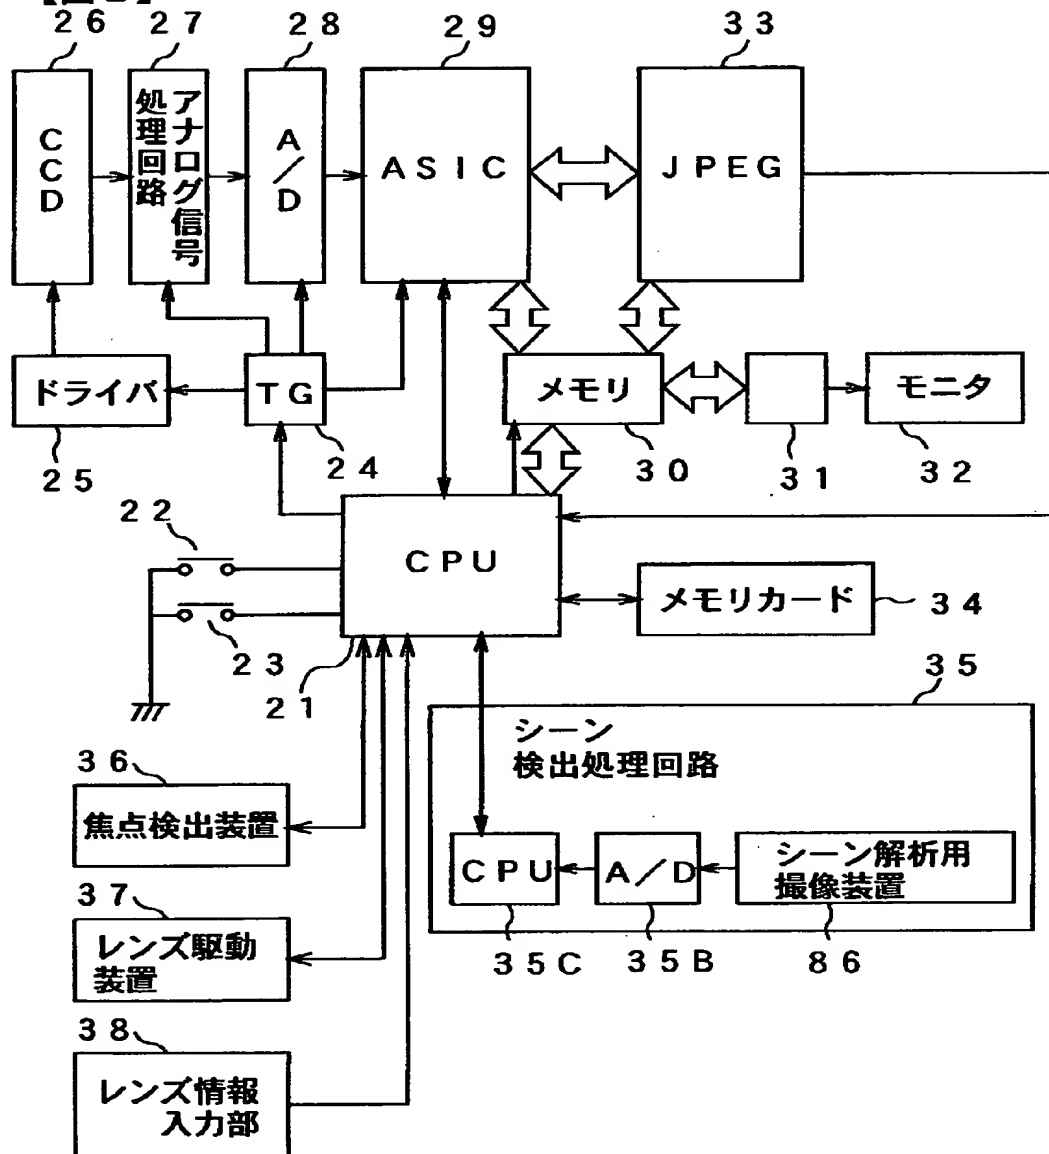 26
27
28
29
33
CCD
アナログ信号
処理回路
A/D
ASIC
JPEG
ドライバ
TG
メモリ
モニタ
25
24
30
31
32
22
CPU
メモリカード
34
23
21
35
シーン
検出処理回路
36
焦点検出装置
CPU
A/D
シーン解析用
撮像装置
37
35C
35B
86
レンズ駆動
装置
38
レンズ情報
入力部